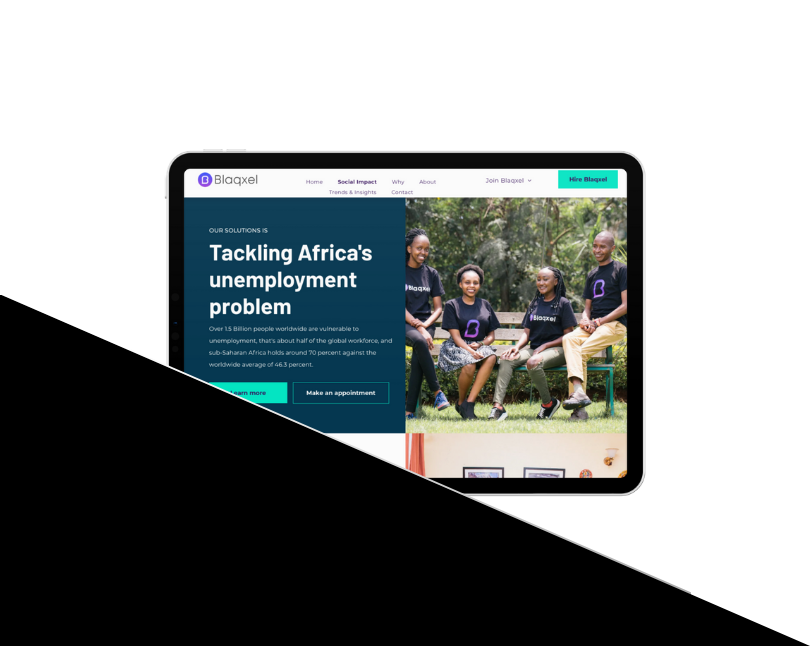 Blaqxel
Home Social Impact Why About
Trends & Insights Contact
Join Blaqxel
Hire Blaqxel
OUR SOLUTIONS IS
Tackling Africa's
unemployment
problem
Over 1.5 Billion people worldwide are vulnerable to
unemployment, that's about half of the global workforce, and
sub-Saharan Africa holds around 70 percent against the
worldwide average of 46.3 percent.
more
Make an appointment
Blaqxel